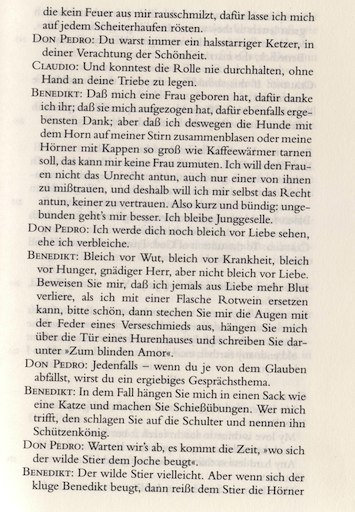 die kein Feuer aus mir rausschmilzt, dafür lasse ich mich
auf jedem Scheiterhaufen rösten.
DON PEDRO: Du warst immer ein halsstarriger Ketzer, in
deiner Verachtung der Schönheit.
CLAUDIO: Und konntest die Rolle nie durchhalten, ohne
Hand an deine Triebe zu legen.
BENEDIKT: Daß mich eine Frau geboren hat, dafür danke
ich ihr; daß sie mich aufgezogen hat, dafür ebenfalls erge-
bensten Dank; aber daß ich deswegen die Hunde mit
dem Horn auf meiner Stirn zusammenblasen oder meine
Hörner mit Kappen so groß wie Kaffeewärmer tarnen
soll, das kann mir keine Frau zumuten. Ich will den Frau-
en nicht das Unrecht antun, auch nur einer von ihnen
zu mißtrauen, und deshalb will ich mir selbst das Recht
antun, keiner zu vertrauen. Also kurz und bündig: unge-
bunden geht's mir besser. Ich bleibe Junggeselle.
DON PEDRO: Ich werde dich noch bleich vor Liebe sehen,
ehe ich verbleiche.
BENEDIKT: Bleich vor Wut, bleich vor Krankheit, bleich
vor Hunger, gnädiger Herr, aber nicht bleich vor Liebe.
Beweisen Sie mir, daß ich jemals aus Liebe mehr Blut
verliere, als ich mit einer Flasche Rotwein ersetzen
kann, bitte schön, dann stechen Sie mir die Augen mit
der Feder eines Verseschmieds aus, hängen Sie mich
über die Tür eines Hurenhauses und schreiben Sie dar-
unter »Zum blinden Amor«.
DON PEDRO: Jedenfalls – wenn du je von dem Glauben
abfällst, wirst du ein ergiebiges Gesprächsthema.
BENEDIKT: In dem Fall hängen Sie mich in einen Sack wie
eine Katze und machen Sie Schießübungen. Wer mich
trifft, den schlagen Sie auf die Schulter und nennen ihn
Schützenkönig.
DON PEDRO: Warten wir's ab, es kommt die Zeit, »wo sich
der wilde Stier dem Joche beugt«.
BENEDIKT: Der wilde Stier vielleicht. Aber wenn sich der
kluge Benedikt beugt, dann reißt dem Stier die Hörner